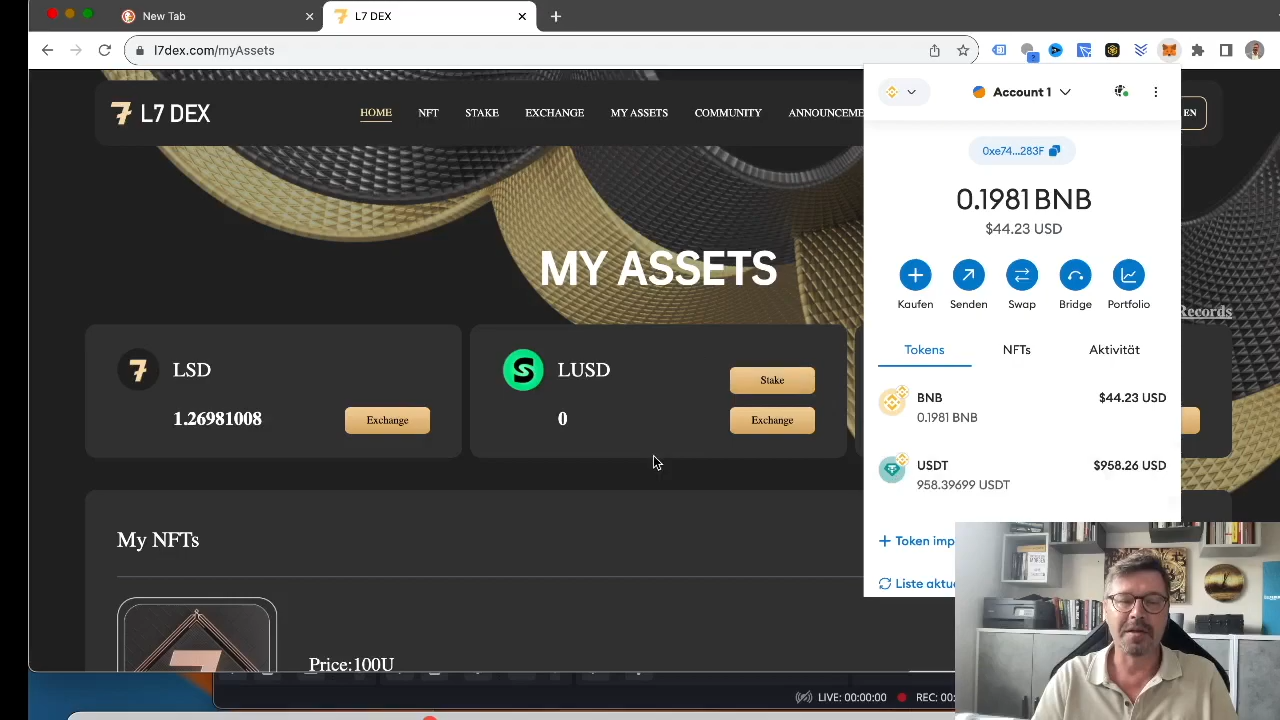 New Tab
L7 DEX
l7dex.com/myAssets
L7 DEX
HOME
NFT
STAKE
EXCHANGE
MY ASSETS
COMMUNITY
ANNOUNCEME
EN
Account 1
0xe74...283F
0.1981 BNB
$44.23 USD
Kaufen
Senden
Swap
Bridge
Portfolio
MY ASSETS
Records
Tokens
NFTs
Aktivität
LSD
1.26981008
Exchange
LUSD
0
Stake
Exchange
BNB
$44.23 USD
0.1981 BNB
USDT
$958.26 USD
958.39699 USDT
+ Token imp
Liste aktu
My NFTs
Price:100U
LIVE: 00:00:00
REC: 00: